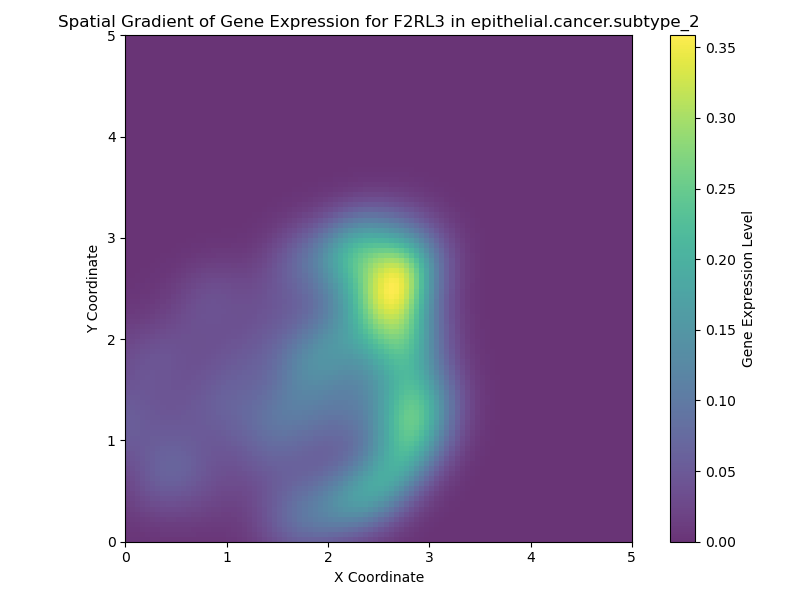 Spatial Gradient of Gene Expression for F2RL3 in epithelial.cancer.subtype_2
5
4
3
2
1
0
0 1 2 3 4 5
X Coordinate
Y Coordinate
0.35
0.30
0.25
0.20
0.15
0.10
0.05
0.00
Gene Expression Level